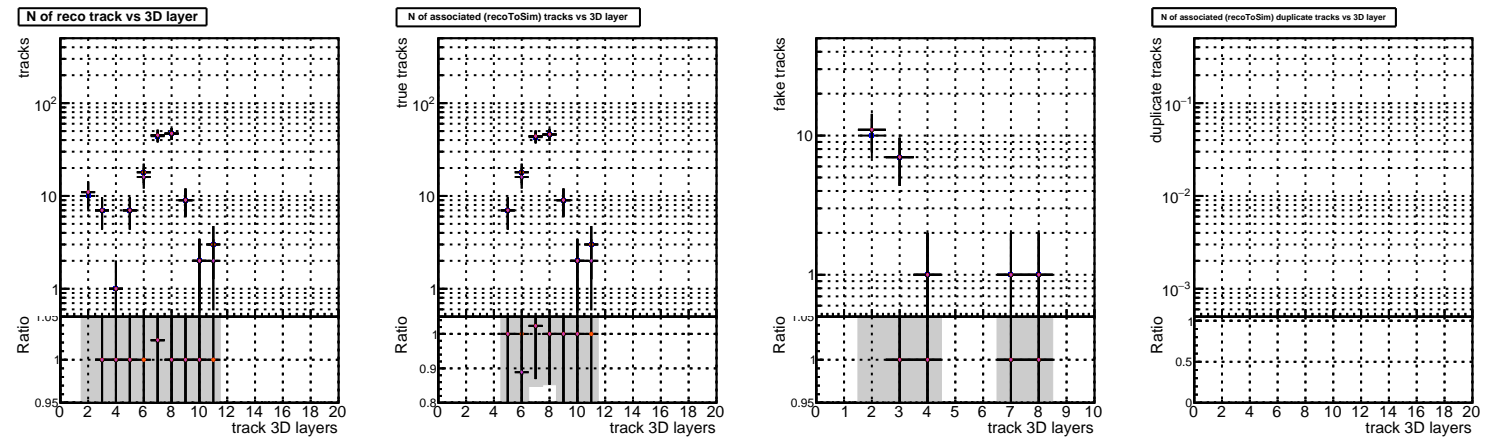 N of reco track vs 3D layer
tracks
10²
10
1
1.05
Ratio
1
0.95
0 2 4 6 8 10 12 14 16 18 20
track 3D layers
N of associated (recoToSim) tracks vs 3D layer
true tracks
10²
10
1
Ratio
1
0.9
0.8
0 2 4 6 8 10 12 14 16 18 20
track 3D layers
fake tracks
10
1
1.05
Ratio
1
0.95
0 1 2 3 4 5 6 7 8 9 10
track 3D layers
N of associated (recoToSim) duplicate tracks vs 3D layer
duplicate tracks
10⁻¹
10⁻²
10⁻³
Ratio
1
0.5
0
0 2 4 6 8 10 12 14 16 18 20
track 3D layers